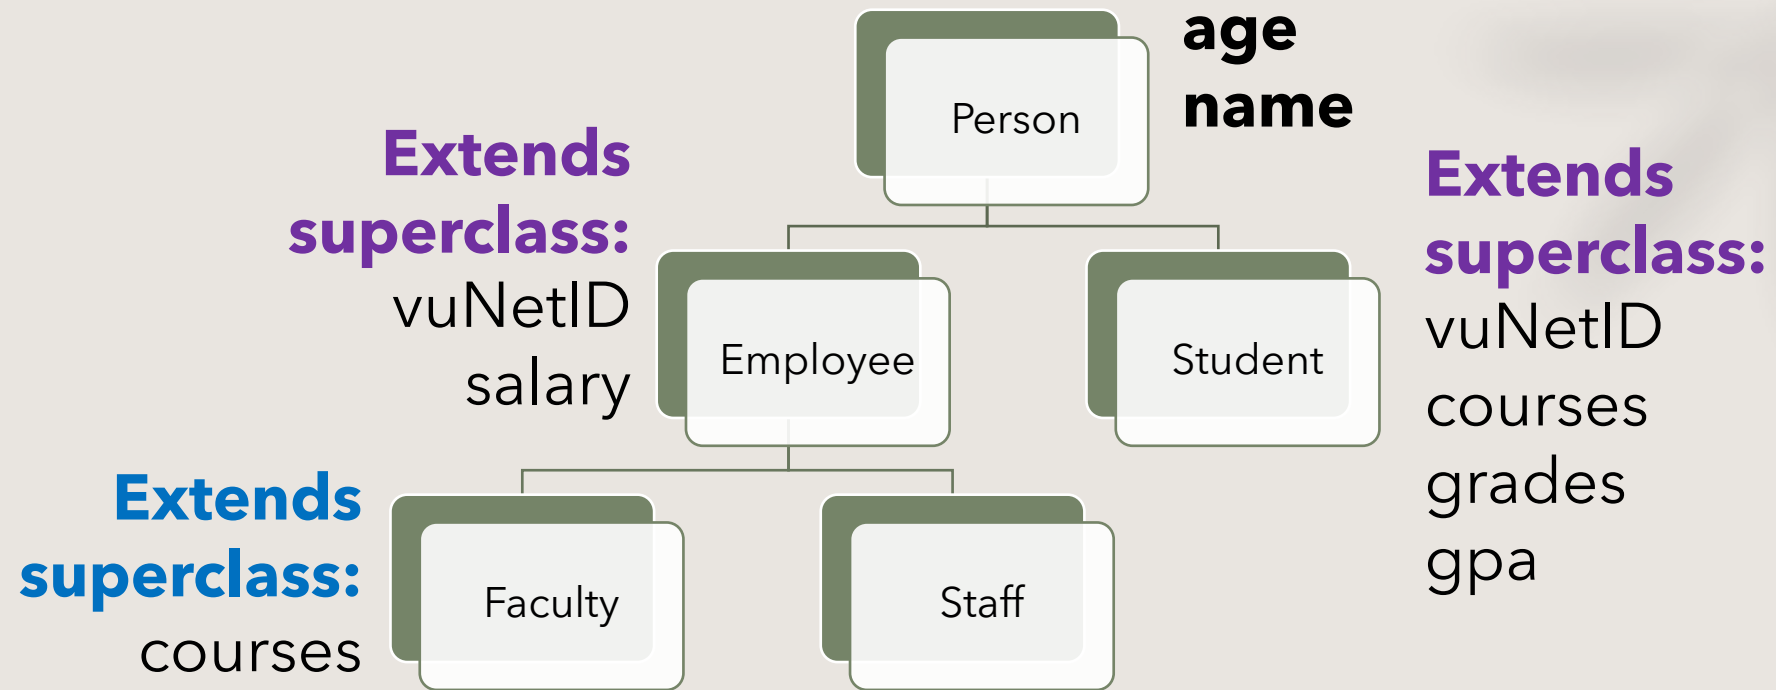 age
name
Person
Extends
superclass:
vuNetID
salary
Employee
Student
Extends
superclass:
vuNetID
courses
grades
gpa
Extends
superclass:
courses
Faculty
Staff